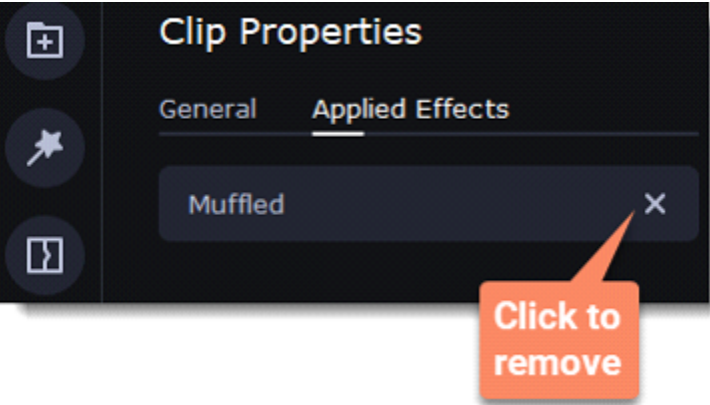 Clip Properties
General Applied Effects
Muffled
Click to
remove